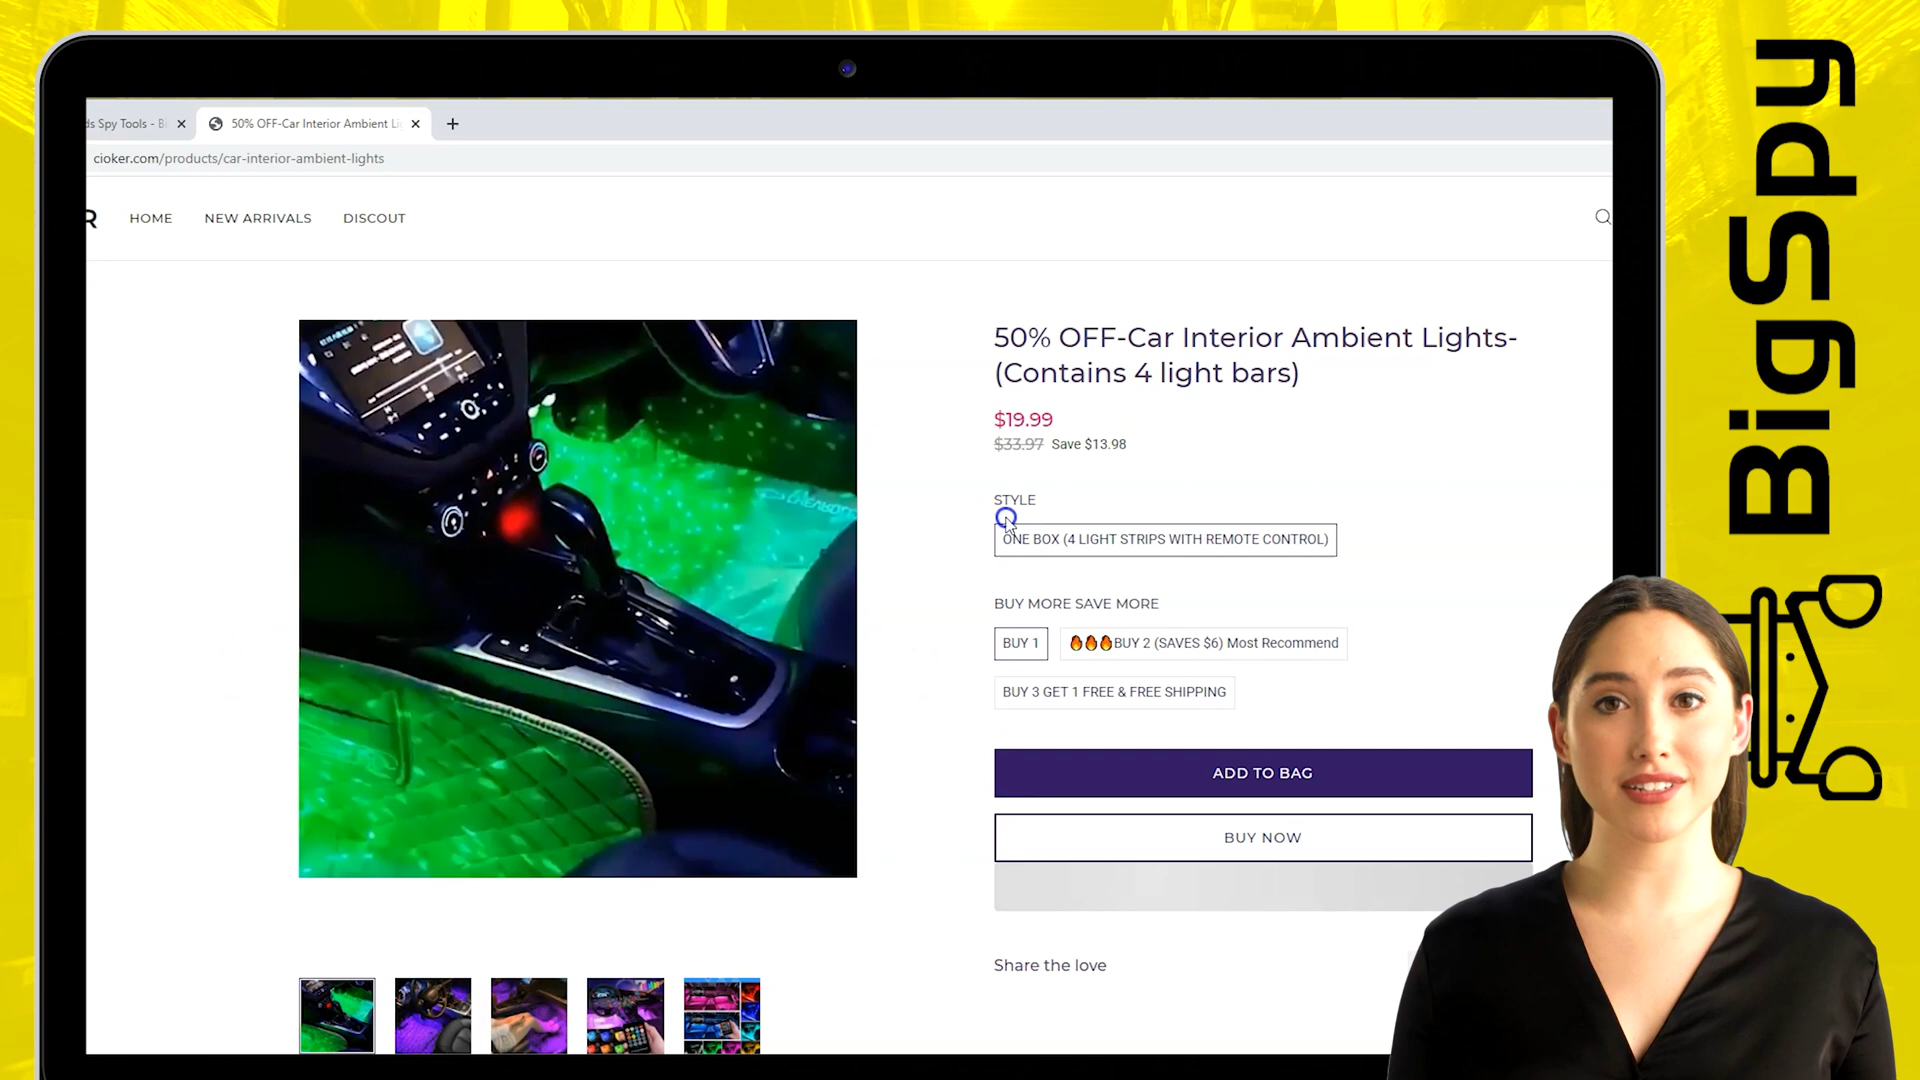 ds Spy Tools - B
50% OFF-Car Interior Ambient Li
cioker.com/products/car-interior-ambient-lights
R
HOME
NEW ARRIVALS
DISCOUT
50% OFF-Car Interior Ambient Lights-
(Contains 4 light bars)
$19.99
$33.97 Save $13.98
STYLE
ONE BOX (4 LIGHT STRIPS WITH REMOTE CONTROL)
BUY MORE SAVE MORE
BUY 1
🔥🔥🔥BUY 2 (SAVES $6) Most Recommend
BUY 3 GET 1 FREE & FREE SHIPPING
ADD TO BAG
BUY NOW
Share the love
BigSpy